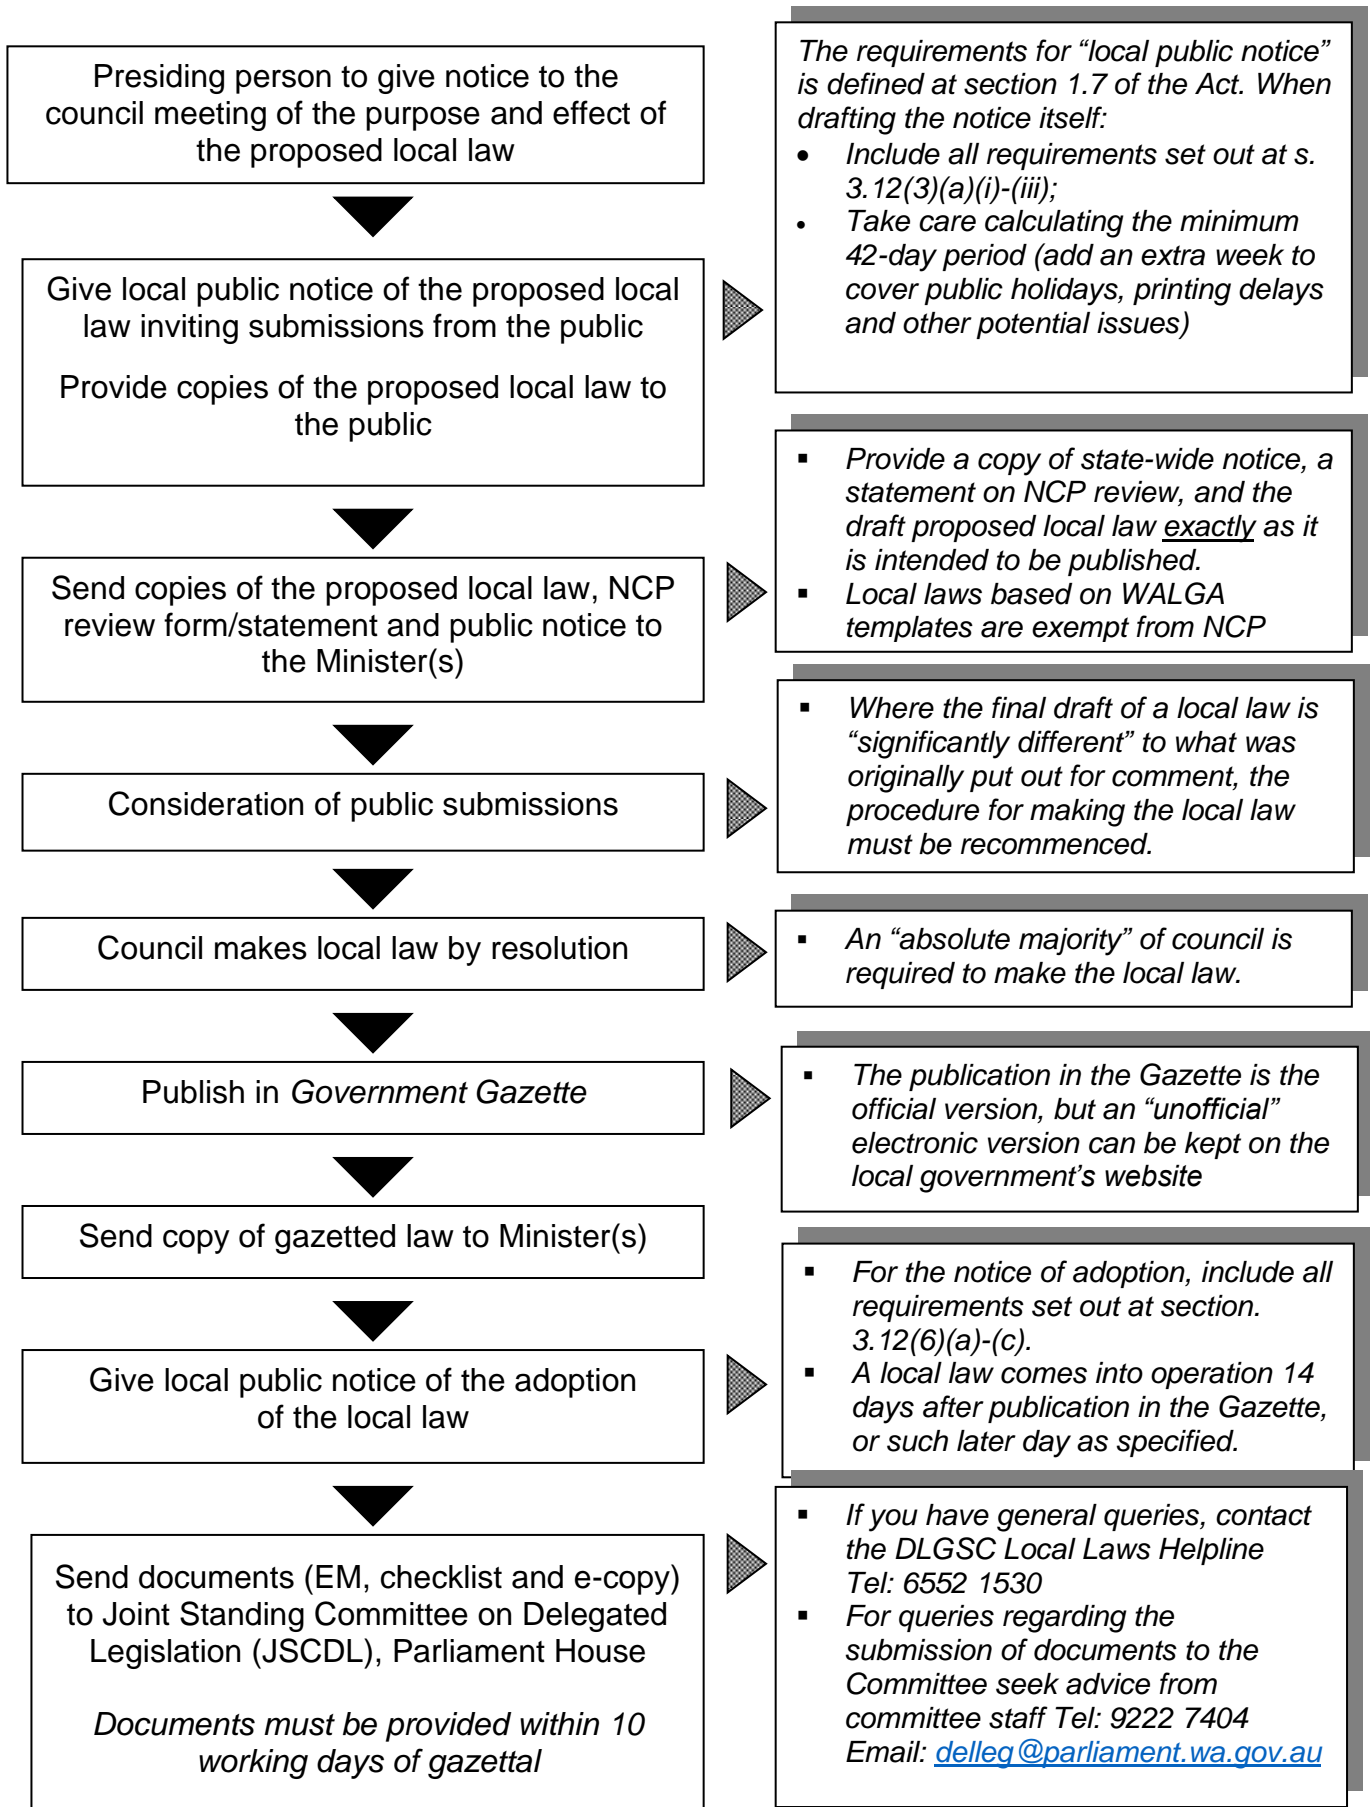 Presiding person to give notice to the
council meeting of the purpose and effect of
the proposed local law
The requirements for “local public notice”
is defined at section 1.7 of the Act. When
drafting the notice itself:
• Include all requirements set out at s.
3.12(3)(a)(i)-(iii);
• Take care calculating the minimum
42-day period (add an extra week to
cover public holidays, printing delays
and other potential issues)
Give local public notice of the proposed local
law inviting submissions from the public
Provide copies of the proposed local law to
the public
▪ Provide a copy of state-wide notice, a
statement on NCP review, and the
draft proposed local law exactly as it
is intended to be published.
▪ Local laws based on WALGA
templates are exempt from NCP
Send copies of the proposed local law, NCP
review form/statement and public notice to
the Minister(s)
▪ Where the final draft of a local law is
“significantly different” to what was
originally put out for comment, the
procedure for making the local law
must be recommenced.
Consideration of public submissions
Council makes local law by resolution
▪ An “absolute majority” of council is
required to make the local law.
Publish in Government Gazette
▪ The publication in the Gazette is the
official version, but an “unofficial”
electronic version can be kept on the
local government’s website
Send copy of gazetted law to Minister(s)
▪ For the notice of adoption, include all
requirements set out at section.
3.12(6)(a)-(c).
▪ A local law comes into operation 14
days after publication in the Gazette,
or such later day as specified.
Give local public notice of the adoption
of the local law
Send documents (EM, checklist and e-copy)
to Joint Standing Committee on Delegated
Legislation (JSCDL), Parliament House
Documents must be provided within 10
working days of gazettal
▪ If you have general queries, contact
the DLGSC Local Laws Helpline
Tel: 6552 1530
▪ For queries regarding the
submission of documents to the
Committee seek advice from
committee staff Tel: 9222 7404
Email: delleg@parliament.wa.gov.au